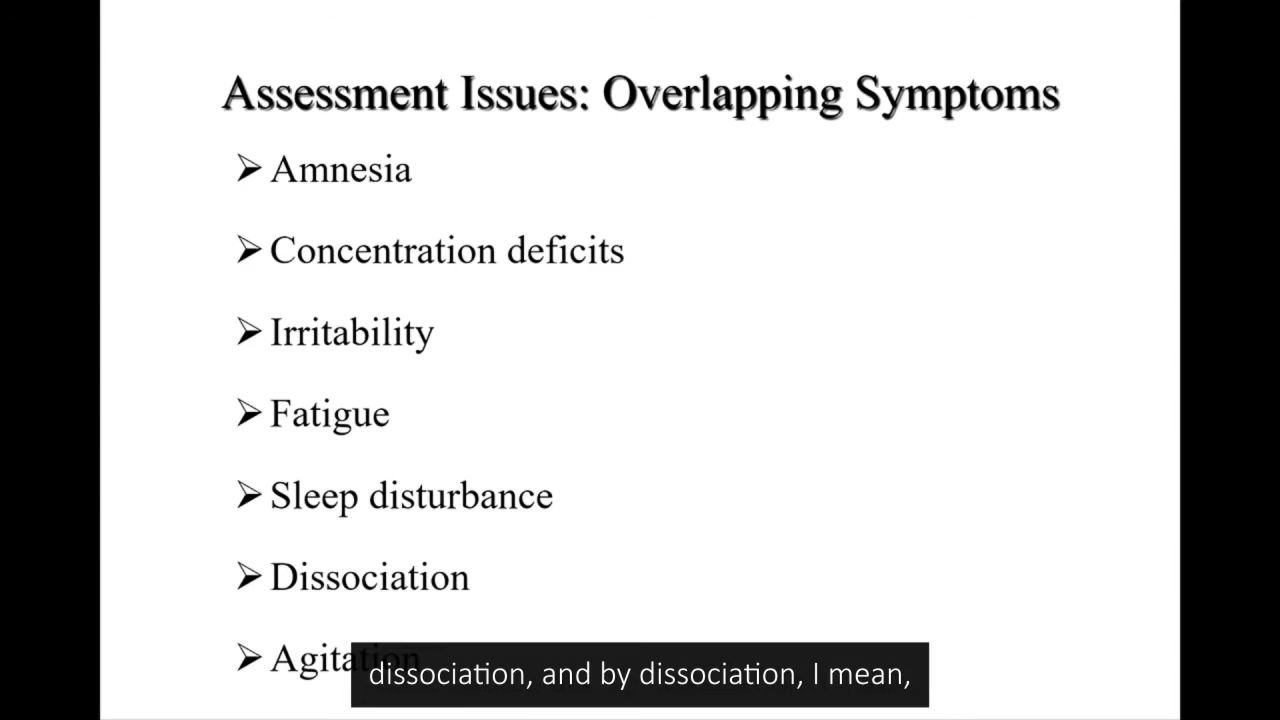 Assessment Issues: Overlapping Symptoms
Amnesia
Concentration deficits
Irritability
Fatigue
Sleep disturbance
Dissociation
Agitation
dissociation, and by dissociation, I mean,